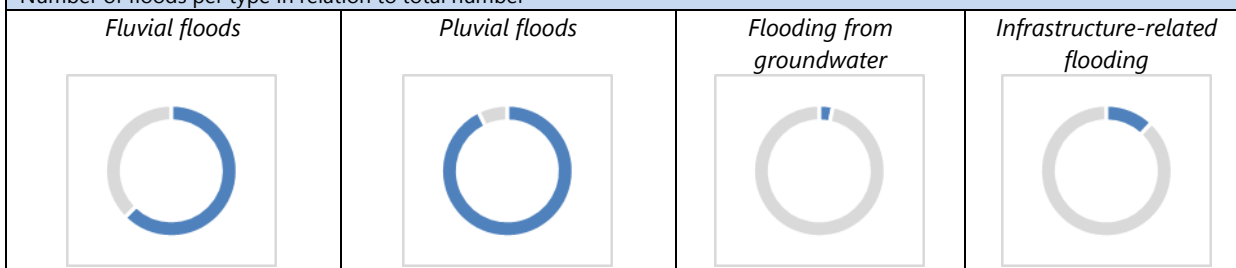 Number of floods per type in relation to total number
Fluvial floods
Pluvial floods
Flooding from
groundwater
Infrastructure-related
flooding